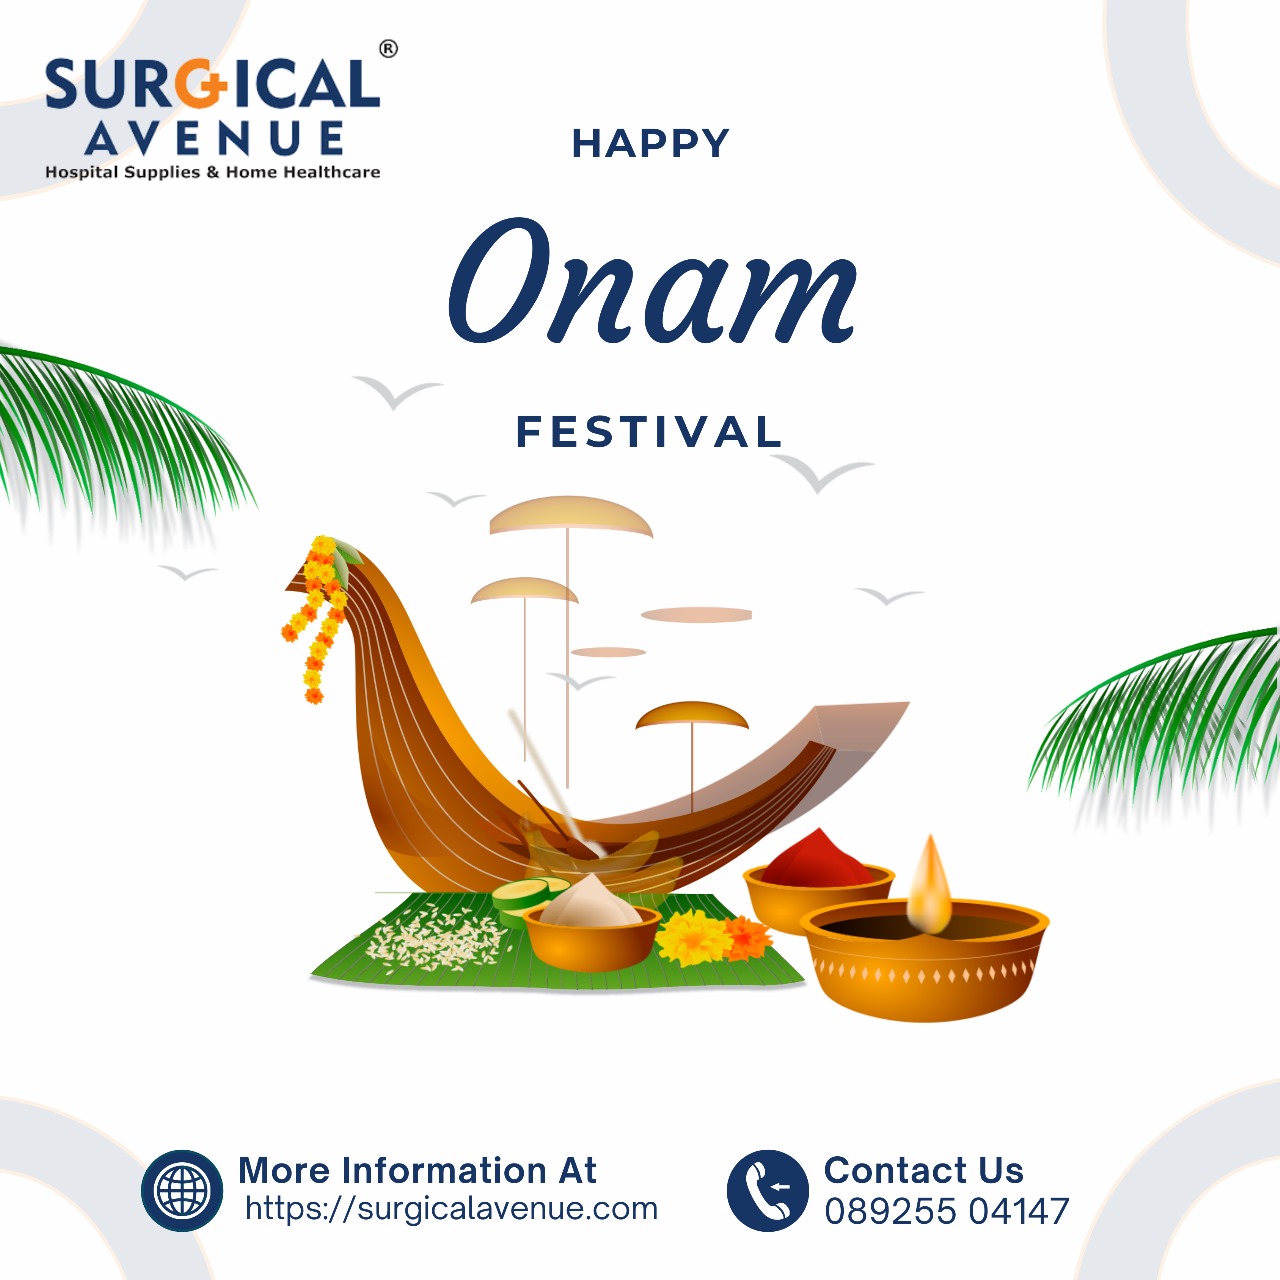 SURGICAL®
AVENUE
Hospital Supplies & Home Healthcare
HAPPY
Onam
FESTIVAL
More Information At
https://surgicalavenue.com
Contact Us
089255 04147